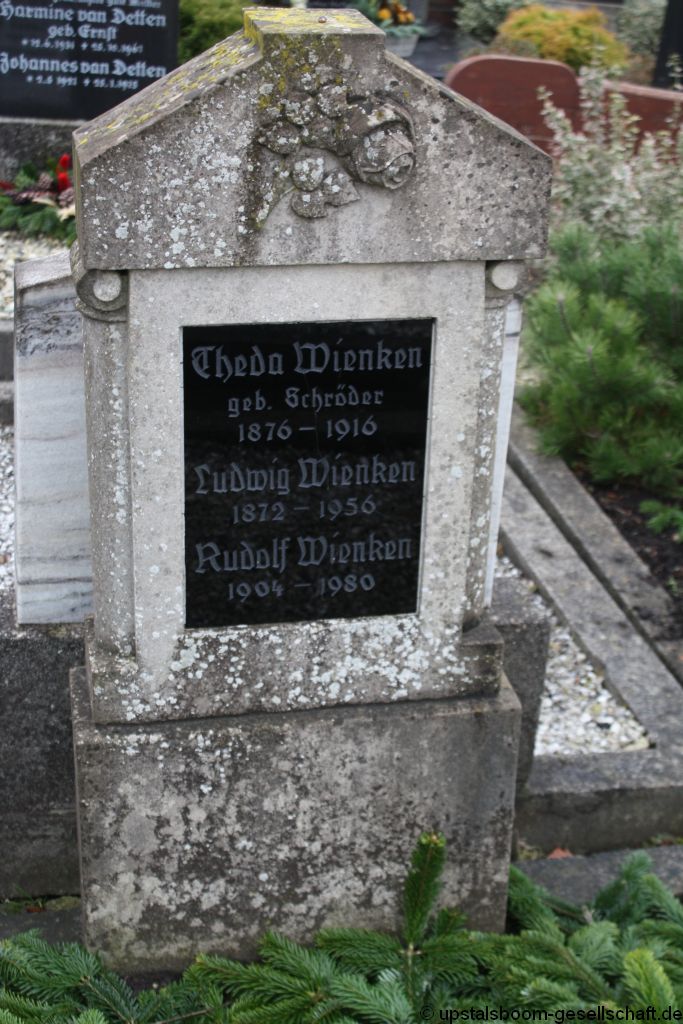 Harmine van Detten
geb. Ernst
Johannes van Detten
Theda Wienken
geb. Schröder
1876 – 1916
Ludwig Wienken
1872 – 1956
Rudolf Wienken
1904 – 1980
© upstalsboom-gesellschaft.de